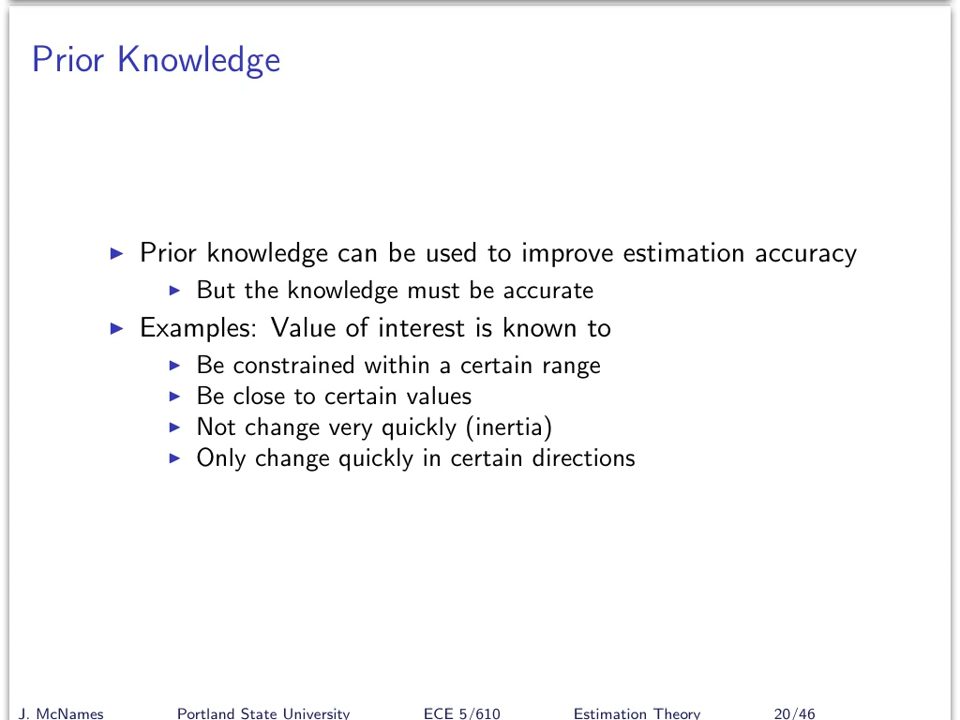 Prior Knowledge
Prior knowledge can be used to improve estimation accuracy
But the knowledge must be accurate
Examples: Value of interest is known to
Be constrained within a certain range
Be close to certain values
Not change very quickly (inertia)
Only change quickly in certain directions
J. McNames Portland State University ECE 5/610 Estimation Theory 20/46